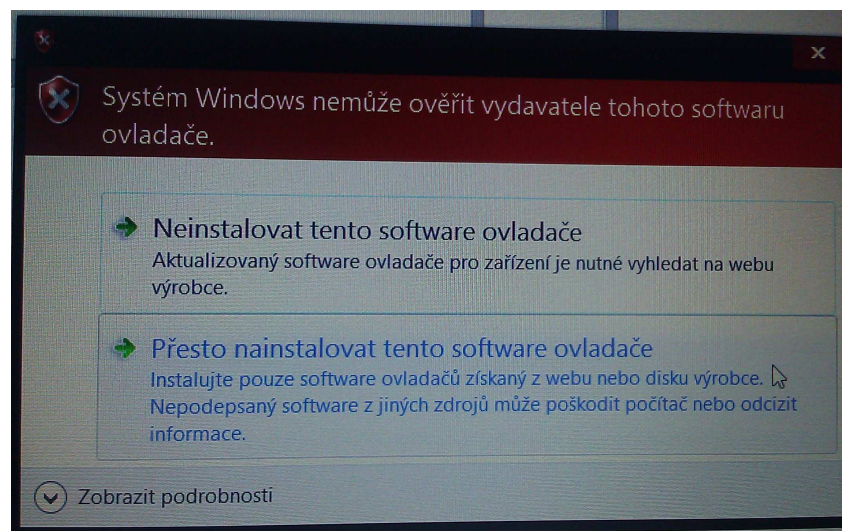 Systém Windows nemůže ověřit vydavatele tohoto softwaru
ovladače.
Neinstalovat tento software ovladače
Aktualizovaný software ovladače pro zařízení je nutné vyhledat na webu
výrobce.
Přesto nainstalovat tento software ovladače
Instalujte pouze software ovladačů získaný z webu nebo disku výrobce.
Nepodepsaný software z jiných zdrojů může poškodit počítač nebo odcizit
informace.
Zobrazit podrobnosti